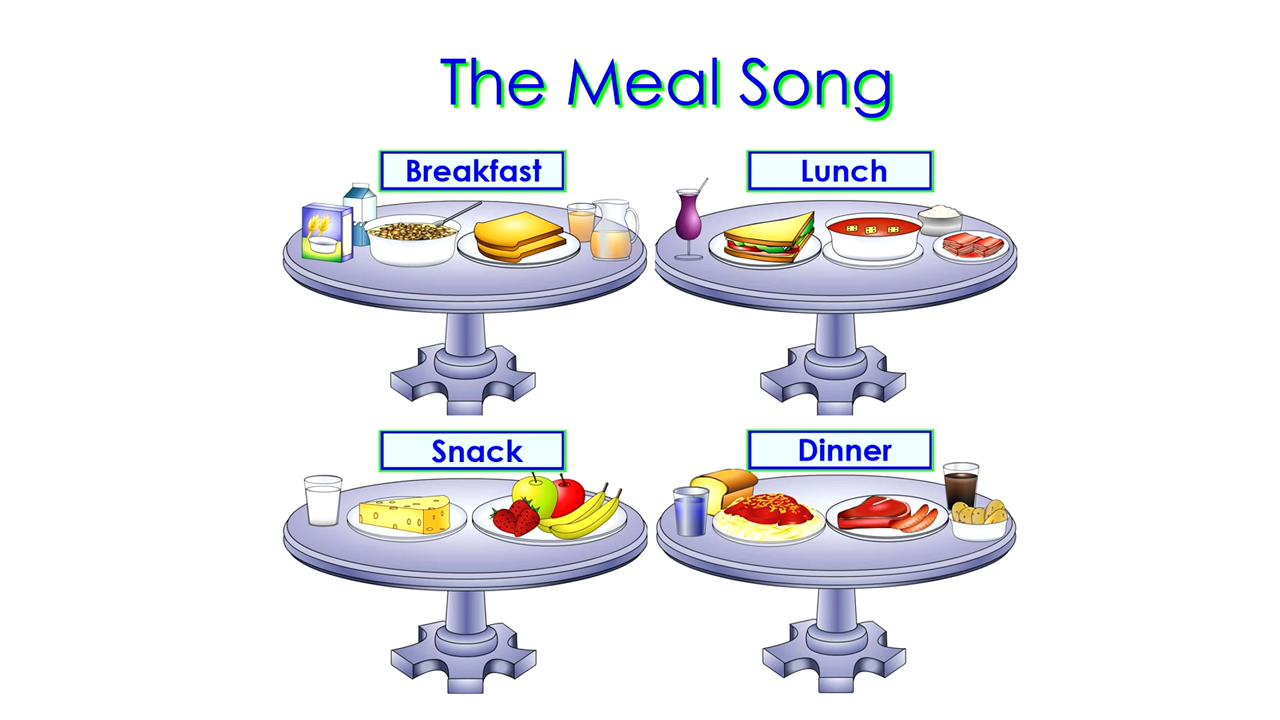 The Meal Song
Breakfast
Lunch
Snack
Dinner